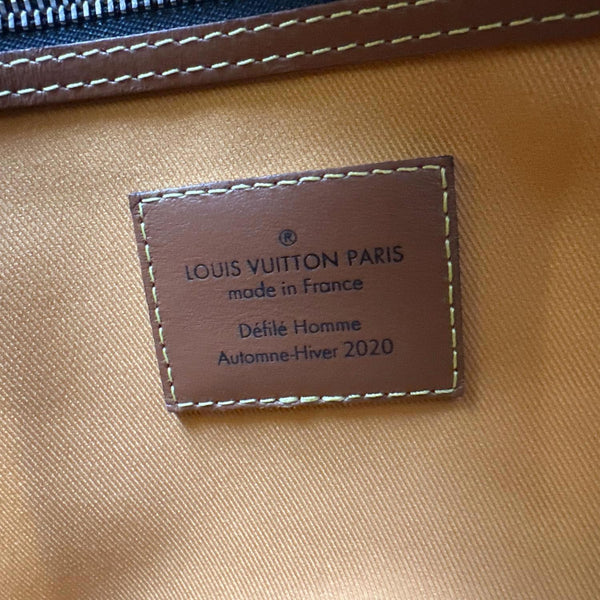 ®
LOUIS VUITTON PARIS
made in France
Défilé Homme
Automne-Hiver 2020